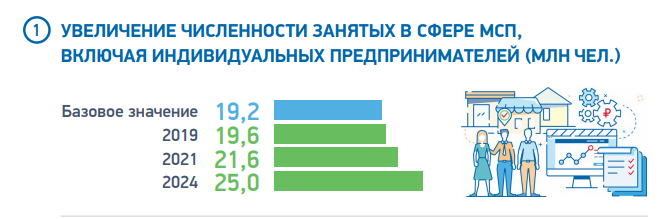 1 УВЕЛИЧЕНИЕ ЧИСЛЕННОСТИ ЗАНЯТЫХ В СФЕРЕ МСП,
ВКЛЮЧАЯ ИНДИВИДУАЛЬНЫХ ПРЕДПРИНИМАТЕЛЕЙ (МЛН ЧЕЛ.)
Базовое значение 19,2
2019 19,6
2021 21,6
2024 25,0
₽